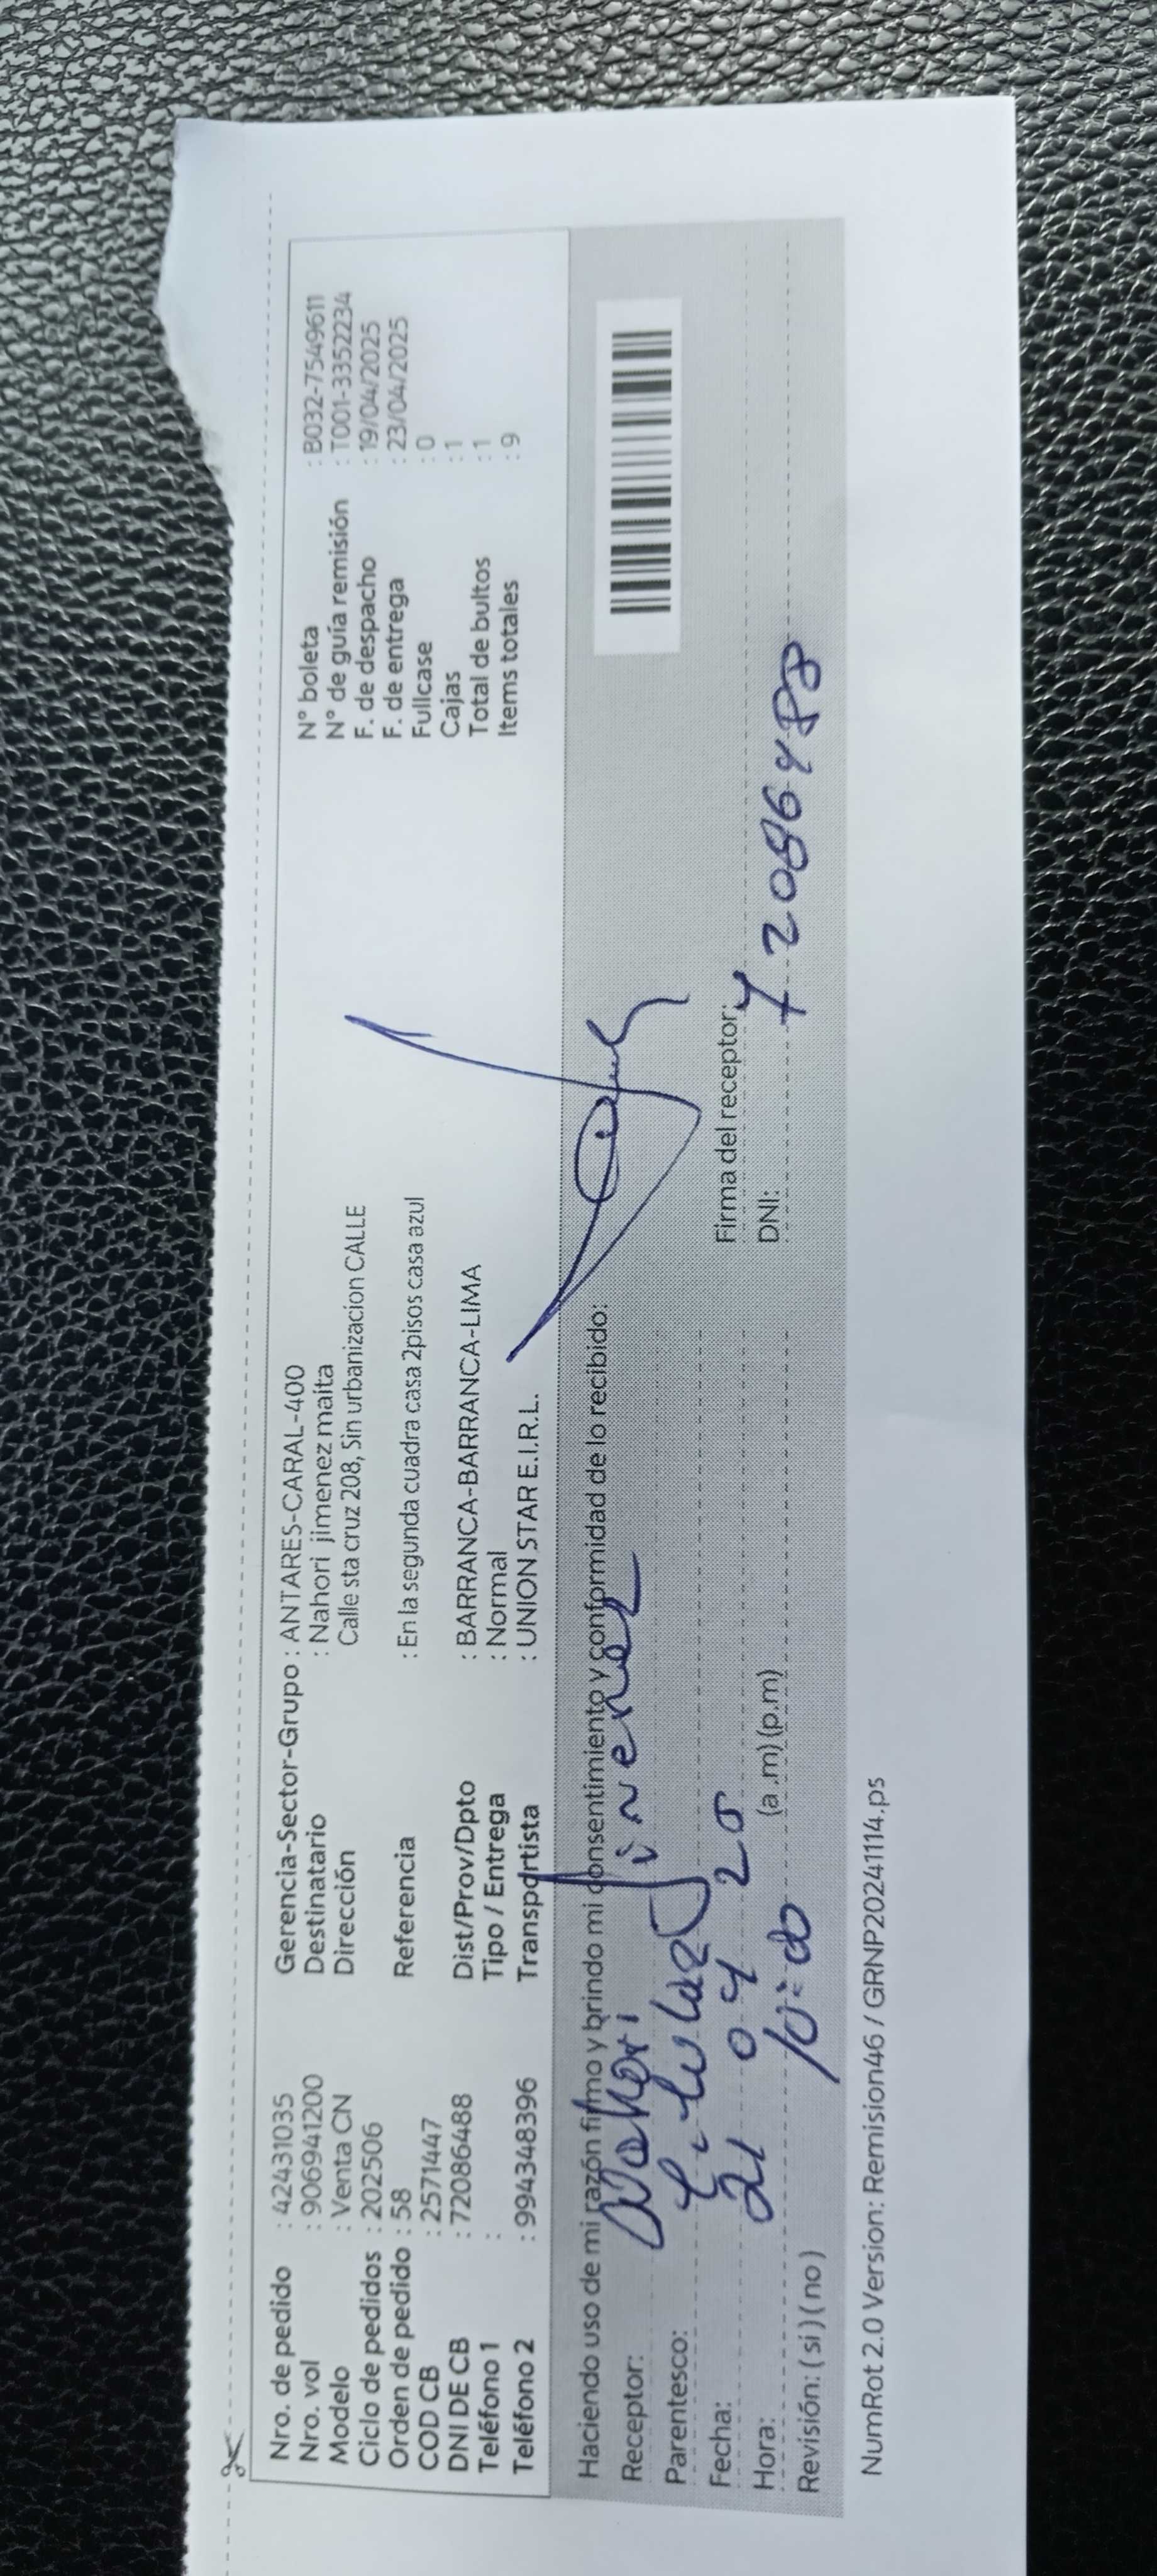 Nro. de pedido : 42431035
Nro. vol : 906941200
Modelo : Venta CN
Ciclo de pedidos : 202506
Orden de pedido : 58
COD CB : 2571447
DNI DE CB : 72086488
Teléfono 1 :
Teléfono 2 : 994348396
Gerencia-Sector-Grupo : ANTARES-CARAL-400
Destinatario : Nahori jimenez maita
Dirección Calle sta cruz 208, Sin urbanizacion CALLE
Referencia : En la segunda cuadra casa 2pisos casa azul
Dist/Prov/Dpto : BARRANCA-BARRANCA-LIMA
Tipo / Entrega : Normal
Transportista : UNION STAR E.I.R.L.
N° boleta : B032-7549611
N° de guía remisión : T001-3352234
F. de despacho : 19/04/2025
F. de entrega : 23/04/2025
Fullcase : 0
Cajas : 1
Total de bultos : 1
Items totales : 9
Haciendo uso de mi razón firmo y brindo mi consentimiento y conformidad de lo recibido:
Receptor: Nahori Jimenez
Parentesco: Titular
Fecha: 21 04 25
Hora: 10:00 (a.m)(p.m)
Revisión: ( si ) ( no )
Firma del receptor:
DNI: 72086488
NumRot 2.0 Version: Remision46 / GRNP20241114.ps